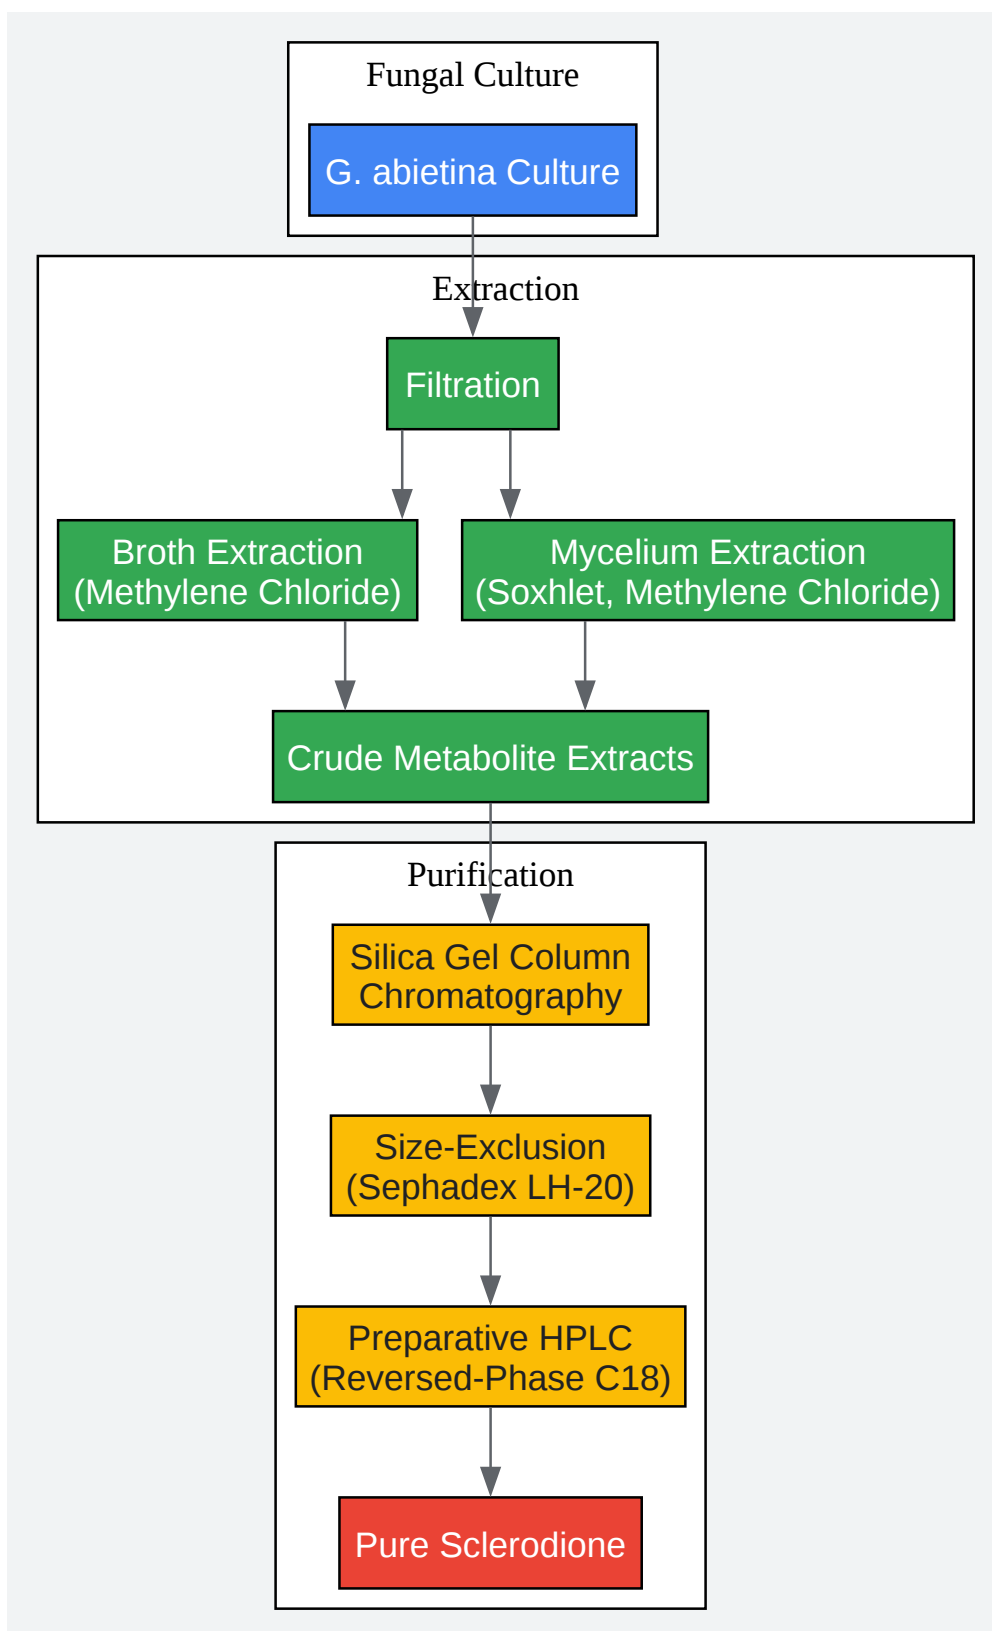 Fungal Culture
G. abietina Culture
Extraction
Filtration
Broth Extraction
(Methylene Chloride)
Mycelium Extraction
(Soxhlet, Methylene Chloride)
Crude Metabolite Extracts
Purification
Silica Gel Column
Chromatography
Size-Exclusion
(Sephadex LH-20)
Preparative HPLC
(Reversed-Phase C18)
Pure Sclerodione